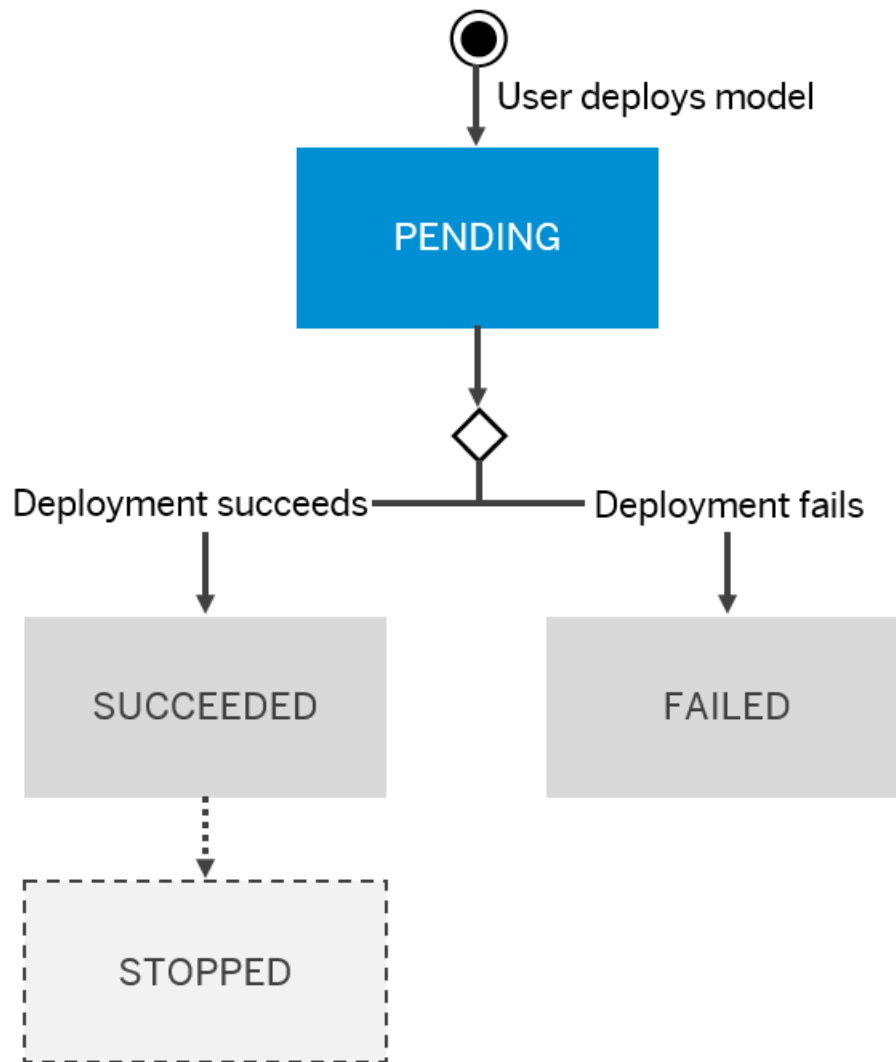 User deploys model
PENDING
Deployment succeeds
Deployment fails
SUCCEEDED
FAILED
STOPPED